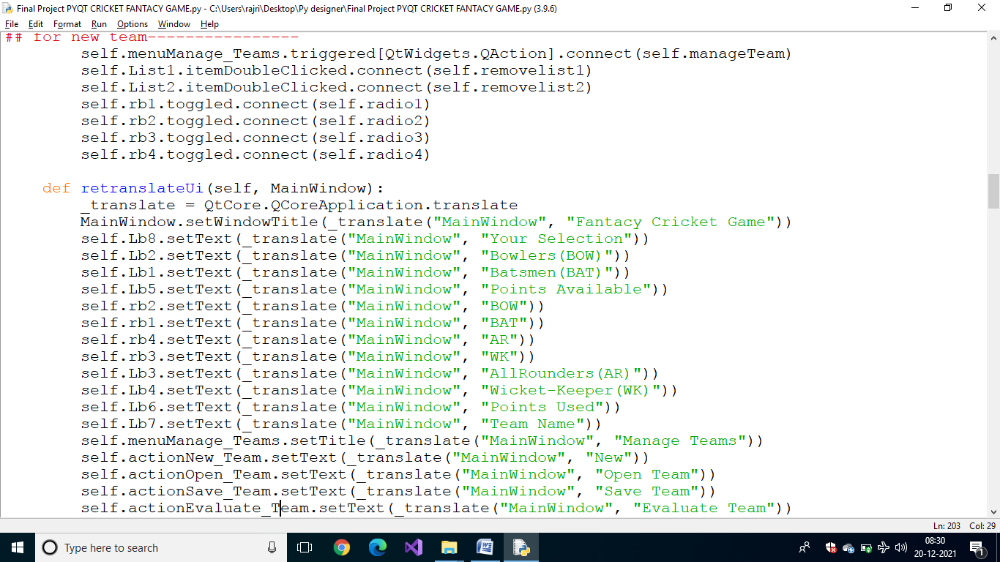 Final Project PYQT CRICKET FANTACY GAME.py - C:\Users\rajri\Desktop\Py designer\Final Project PYQT CRICKET FANTACY GAME.py (3.9.6)
File Edit Format Run Options Window Help
## for new team----------------
        self.menuManage_Teams.triggered[QtWidgets.QAction].connect(self.manageTeam)
        self.List1.itemDoubleClicked.connect(self.removelist1)
        self.List2.itemDoubleClicked.connect(self.removelist2)
        self.rb1.toggled.connect(self.radio1)
        self.rb2.toggled.connect(self.radio2)
        self.rb3.toggled.connect(self.radio3)
        self.rb4.toggled.connect(self.radio4)
    def retranslateUi(self, MainWindow):
        _translate = QtCore.QCoreApplication.translate
        MainWindow.setWindowTitle(_translate("MainWindow", "Fantacy Cricket Game"))
        self.Lb8.setText(_translate("MainWindow", "Your Selection"))
        self.Lb2.setText(_translate("MainWindow", "Bowlers(BOW)"))
        self.Lb1.setText(_translate("MainWindow", "Batsmen(BAT)"))
        self.Lb5.setText(_translate("MainWindow", "Points Available"))
        self.rb2.setText(_translate("MainWindow", "BOW"))
        self.rb1.setText(_translate("MainWindow", "BAT"))
        self.rb4.setText(_translate("MainWindow", "AR"))
        self.rb3.setText(_translate("MainWindow", "WK"))
        self.Lb3.setText(_translate("MainWindow", "AllRounders(AR)"))
        self.Lb4.setText(_translate("MainWindow", "Wicket-Keeper(WK)"))
        self.Lb6.setText(_translate("MainWindow", "Points Used"))
        self.Lb7.setText(_translate("MainWindow", "Team Name"))
        self.menuManage_Teams.setTitle(_translate("MainWindow", "Manage Teams"))
        self.actionNew_Team.setText(_translate("MainWindow", "New"))
        self.actionOpen_Team.setText(_translate("MainWindow", "Open Team"))
        self.actionSave_Team.setText(_translate("MainWindow", "Save Team"))
        self.actionEvaluate_Team.setText(_translate("MainWindow", "Evaluate Team"))
Ln: 203 Col: 29
Type here to search
08:30
20-12-2021
1